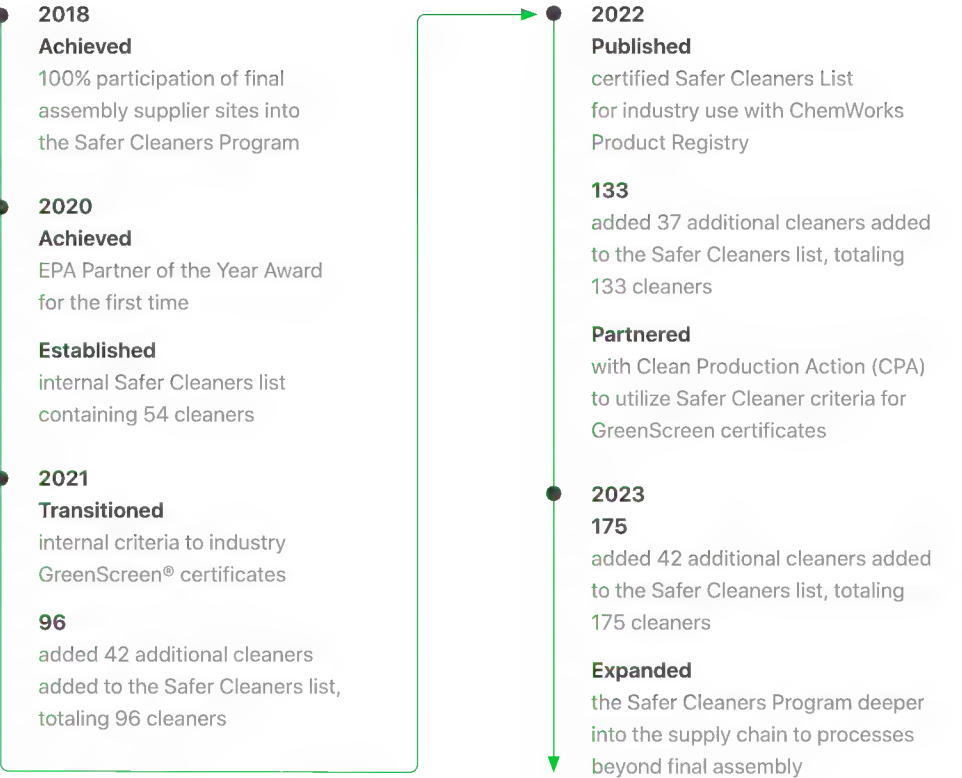 2018
Achieved
100% participation of final
assembly supplier sites into
the Safer Cleaners Program
2020
Achieved
EPA Partner of the Year Award
for the first time
Established
internal Safer Cleaners list
containing 54 cleaners
2021
Transitioned
internal criteria to industry
GreenScreen® certificates
96
added 42 additional cleaners
added to the Safer Cleaners list,
totaling 96 cleaners
2022
Published
certified Safer Cleaners List
for industry use with ChemWorks
Product Registry
133
added 37 additional cleaners added
to the Safer Cleaners list, totaling
133 cleaners
Partnered
with Clean Production Action (CPA)
to utilize Safer Cleaner criteria for
GreenScreen certificates
2023
175
added 42 additional cleaners added
to the Safer Cleaners list, totaling
175 cleaners
Expanded
the Safer Cleaners Program deeper
into the supply chain to processes
beyond final assembly